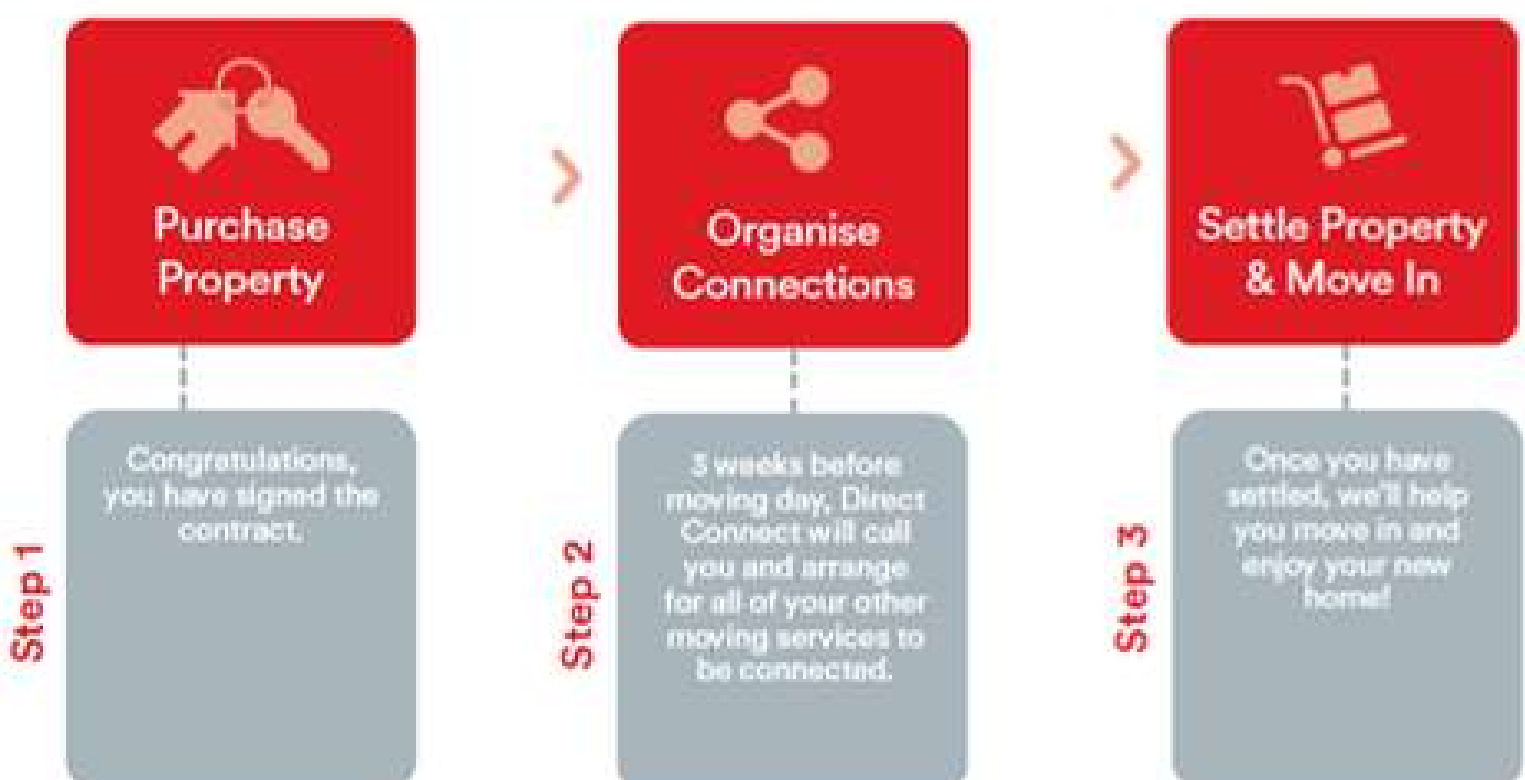 Purchase
Property
Organise
Connections
Settle Property
& Move In
Step 1
Congratulations,
you have signed the
contract.
Step 2
3 weeks before
moving day, Direct
Connect will call
you and arrange
for all of your other
moving services to
be connected.
Step 3
Once you have
settled, we'll help
you move in and
enjoy your new
home!